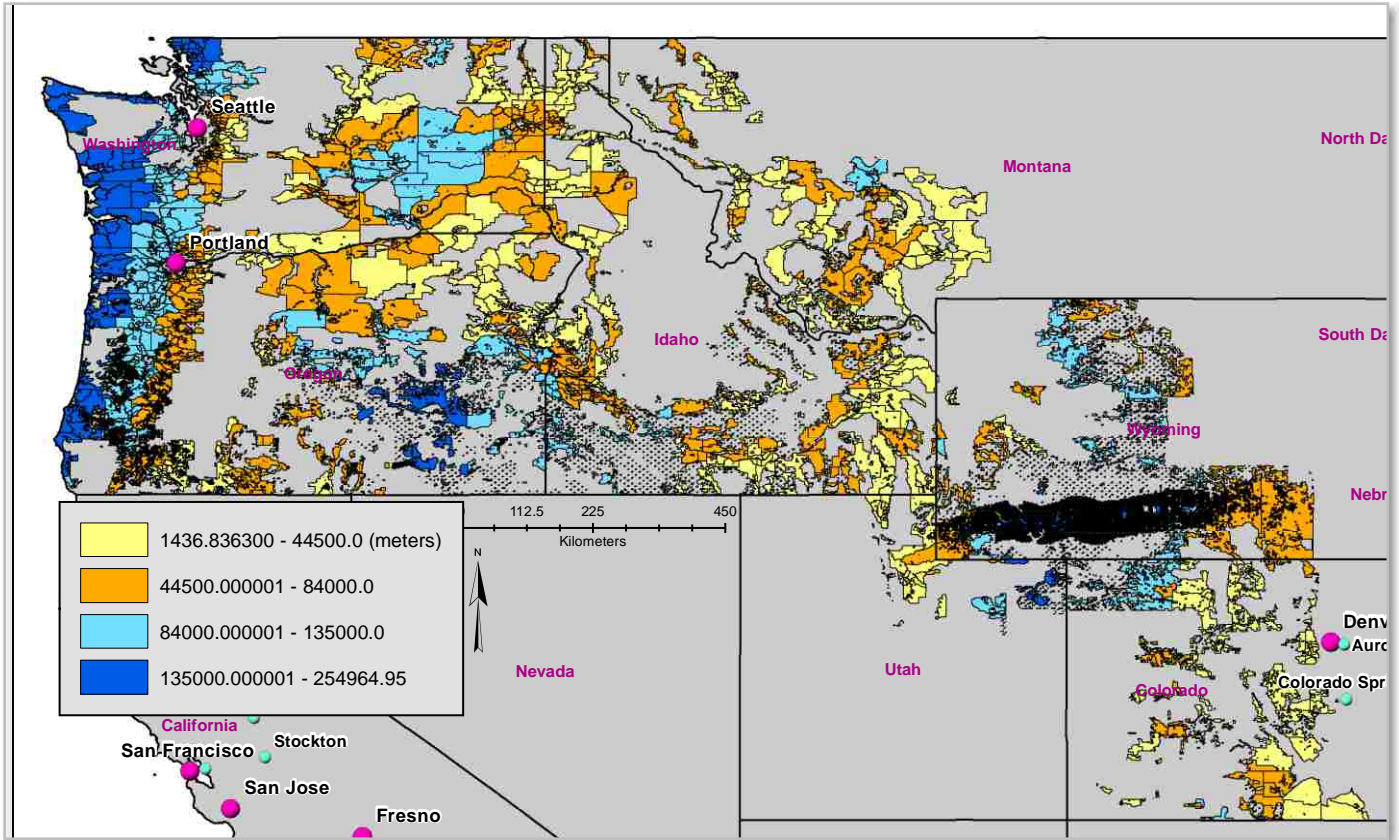 Seattle
Washington
North Da
Montana
Portland
South Da
Idaho
Oregon
Wyoming
Nebr
112.5 225 450
Kilometers
N
1436.836300 - 44500.0 (meters)
44500.000001 - 84000.0
84000.000001 - 135000.0
135000.000001 - 254964.95
Denv
Auro
Nevada
Utah
Colorado
Colorado Spr
California
San Francisco
Stockton
San Jose
Fresno